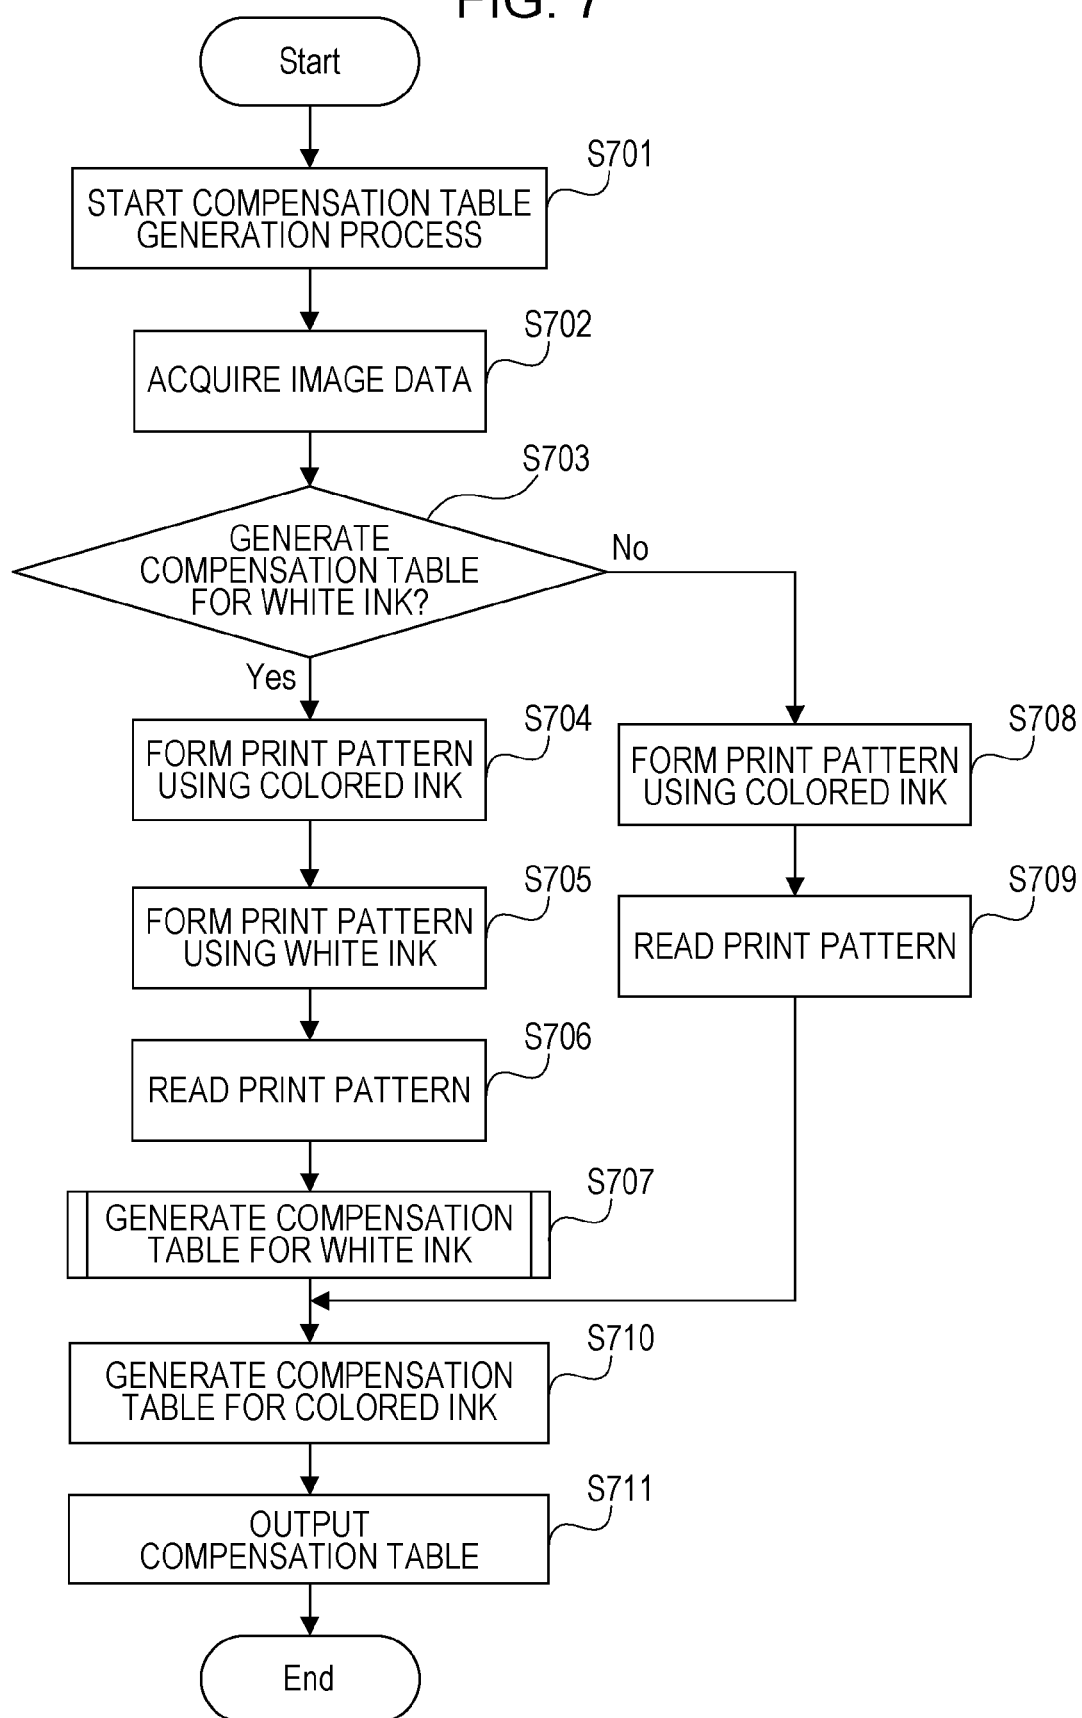 FIG. 7
Start
S701
START COMPENSATION TABLE
GENERATION PROCESS
S702
ACQUIRE IMAGE DATA
S703
GENERATE
COMPENSATION TABLE
FOR WHITE INK?
No
Yes
S704
FORM PRINT PATTERN
USING COLORED INK
S708
FORM PRINT PATTERN
USING COLORED INK
S705
FORM PRINT PATTERN
USING WHITE INK
S709
READ PRINT PATTERN
S706
READ PRINT PATTERN
S707
GENERATE COMPENSATION
TABLE FOR WHITE INK
S710
GENERATE COMPENSATION
TABLE FOR COLORED INK
S711
OUTPUT
COMPENSATION TABLE
End